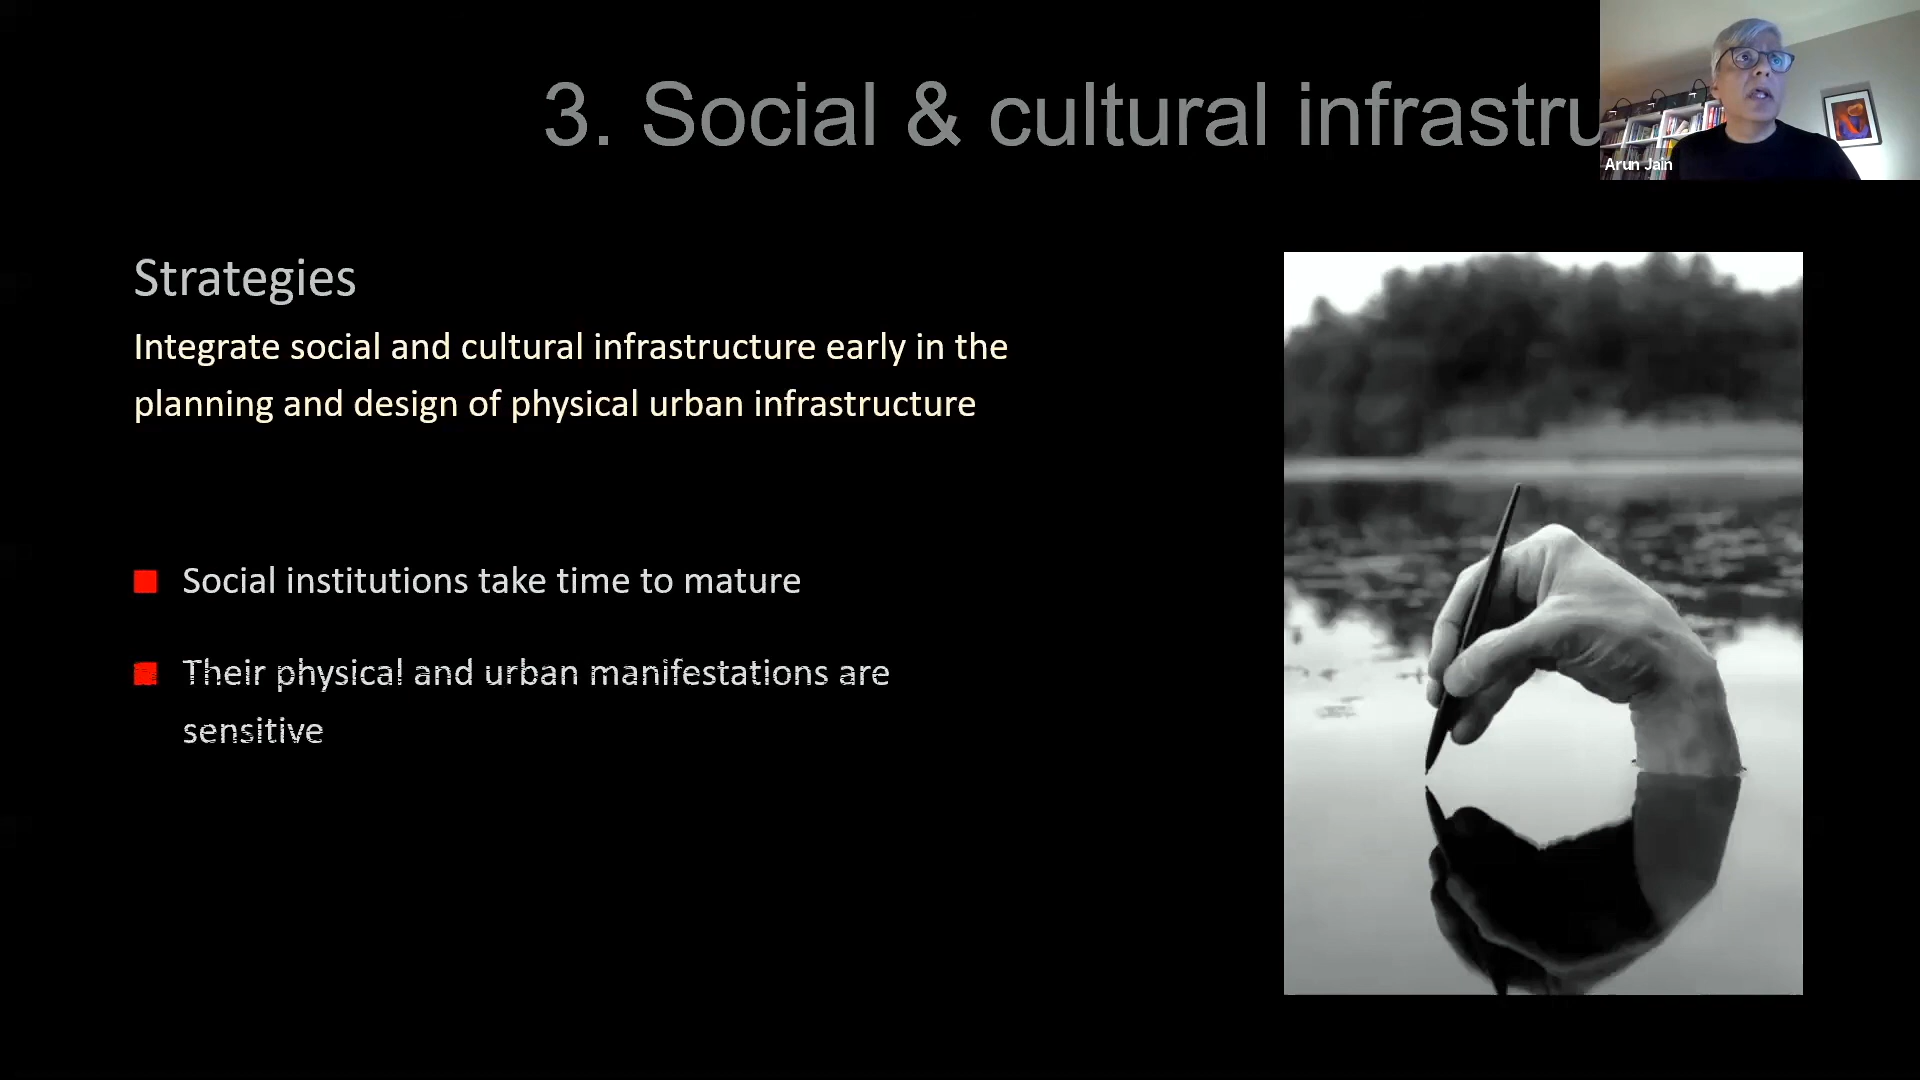 3. Social & cultural infrastru
Arun Jain
Strategies
Integrate social and cultural infrastructure early in the
planning and design of physical urban infrastructure
Social institutions take time to mature
Their physical and urban manifestations are
sensitive